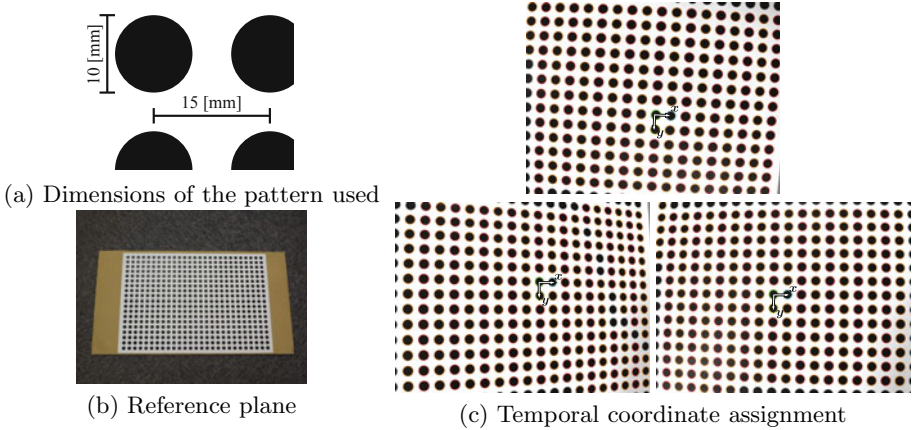 10 [mm]
15 [mm]
(a) Dimensions of the pattern used
(b) Reference plane
x
y
x
y
x
y
(c) Temporal coordinate assignment